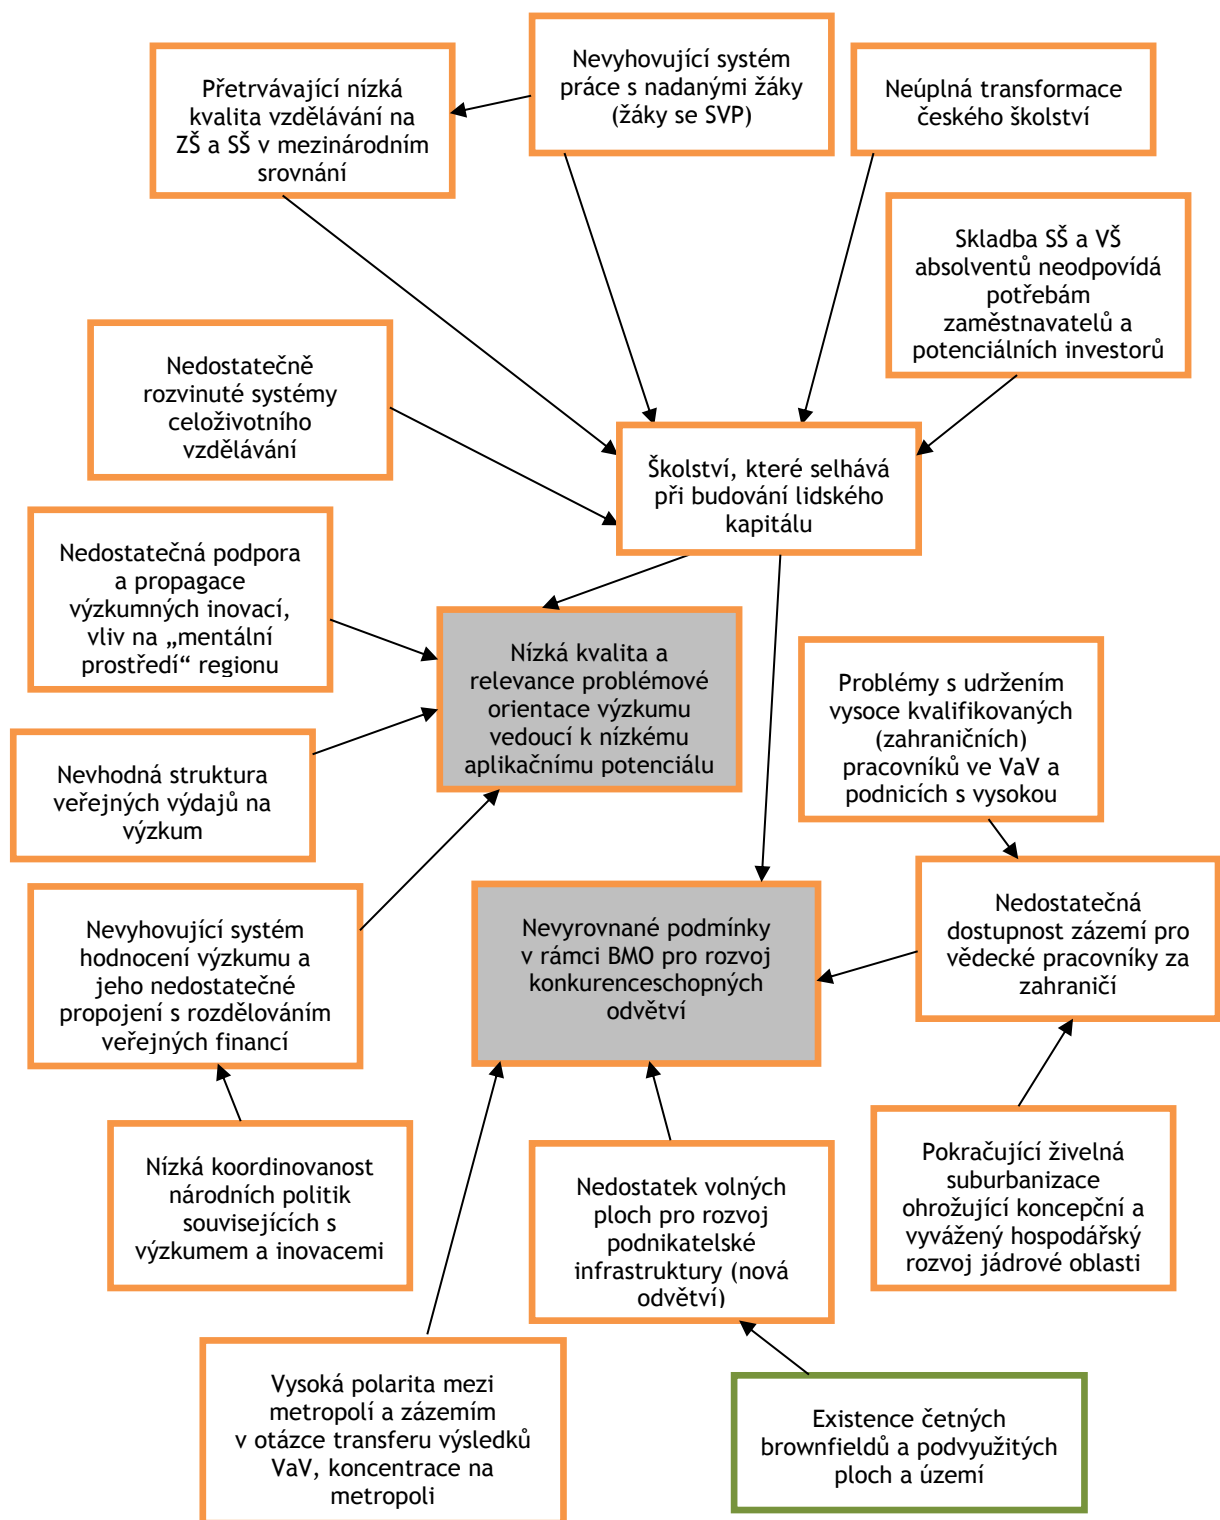 Přetrvávající nízká
kvalita vzdělávání na
ZŠ a SŠ v mezinárodním
srovnání
Nevyhovující systém
práce s nadanými žáky
(žáky se SVP)
Neúplná transformace
českého školství
Skladba SŠ a VŠ
absolventů neodpovídá
potřebám
zaměstnavatelů a
potenciálních investorů
Nedostatečně
rozvinuté systémy
celoživotního
vzdělávání
Školství, které selhává
při budování lidského
kapitálu
Nedostatečná podpora
a propagace
výzkumných inovací,
vliv na „mentální
prostředí“ regionu
Nízká kvalita a
relevance problémové
orientace výzkumu
vedoucí k nízkému
aplikačnímu potenciálu
Problémy s udržením
vysoce kvalifikovaných
(zahraničních)
pracovníků ve VaV a
podnicích s vysokou
Nevhodná struktura
veřejných výdajů na
výzkum
Nevyhovující systém
hodnocení výzkumu a
jeho nedostatečné
propojení s rozdělováním
veřejných financí
Nevyrovnané podmínky
v rámci BMO pro rozvoj
konkurenceschopných
odvětví
Nedostatečná
dostupnost zázemí pro
vědecké pracovníky za
zahraničí
Nízká koordinovanost
národních politik
souvisejících s
výzkumem a inovacemi
Nedostatek volných
ploch pro rozvoj
podnikatelské
infrastruktury (nová
odvětví)
Pokračující živelná
suburbanizace
ohrožující koncepční a
vyvážený hospodářský
rozvoj jádrové oblasti
Vysoká polarita mezi
metropolí a zázemím
v otázce transferu výsledků
VaV, koncentrace na
metropoli
Existence četných
brownfieldů a podvyužitých
ploch a území